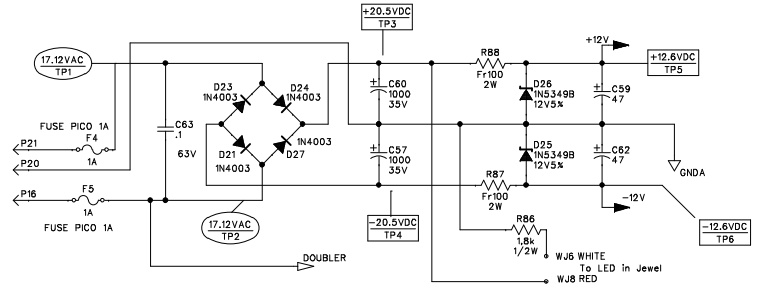 +20.5VDC
TP3
17.12VAC
TP1
R88
Fr100
2W
+12V
+12.6VDC
TP5
D23
1N4003
D24
1N4003
C60
1000
35V
D26
1N5349B
12V5%
C59
47
FUSE PICO 1A
F4
1A
P21
P20
C63
.1
63V
D21
1N4003
1N4003
D27
C57
1000
35V
D25
1N5349B
12V5%
C62
47
GNDA
P16
F5
1A
FUSE PICO 1A
17.12VAC
TP2
R87
Fr100
2W
-12V
-20.5VDC
TP4
-12.6VDC
TP6
R86
1,8k
1/2W
DOUBLER
WJ6 WHITE
To LED in Jewel
WJ8 RED